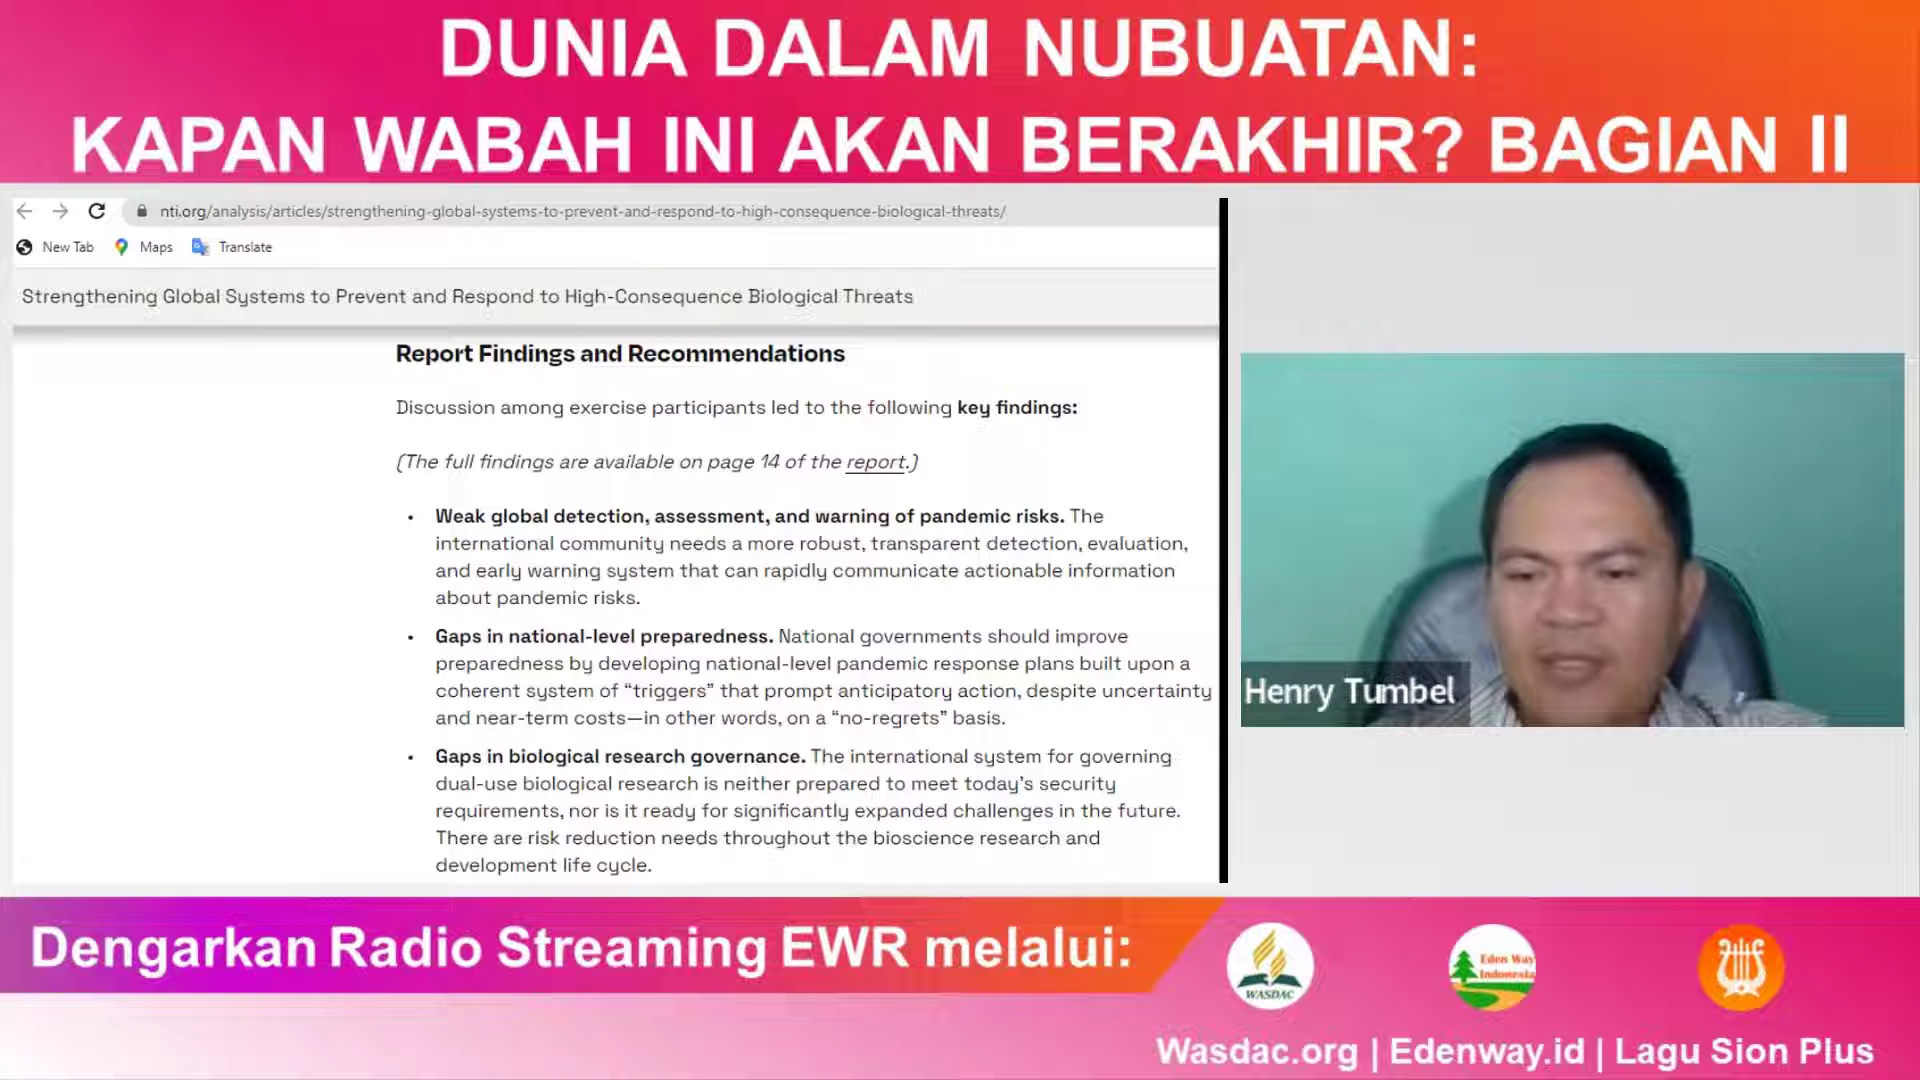 DUNIA DALAM NUBUATAN:
KAPAN WABAH INI AKAN BERAKHIR? BAGIAN II
nti.org/analysis/articles/strengthening-global-systems-to-prevent-and-respond-to-high-consequence-biological-threats/
New Tab Maps Translate
Strengthening Global Systems to Prevent and Respond to High-Consequence Biological Threats
Report Findings and Recommendations
Discussion among exercise participants led to the following key findings:
(The full findings are available on page 14 of the report.)
• Weak global detection, assessment, and warning of pandemic risks. The
international community needs a more robust, transparent detection, evaluation,
and early warning system that can rapidly communicate actionable information
about pandemic risks.
• Gaps in national-level preparedness. National governments should improve
preparedness by developing national-level pandemic response plans built upon a
coherent system of “triggers” that prompt anticipatory action, despite uncertainty
and near-term costs—in other words, on a “no-regrets” basis.
• Gaps in biological research governance. The international system for governing
dual-use biological research is neither prepared to meet today’s security
requirements, nor is it ready for significantly expanded challenges in the future.
There are risk reduction needs throughout the bioscience research and
development life cycle.
Henry Tumbel
Dengarkan Radio Streaming EWR melalui:
WASDAC
Eden Way
Indonesia
Wasdac.org | Edenway.id | Lagu Sion Plus